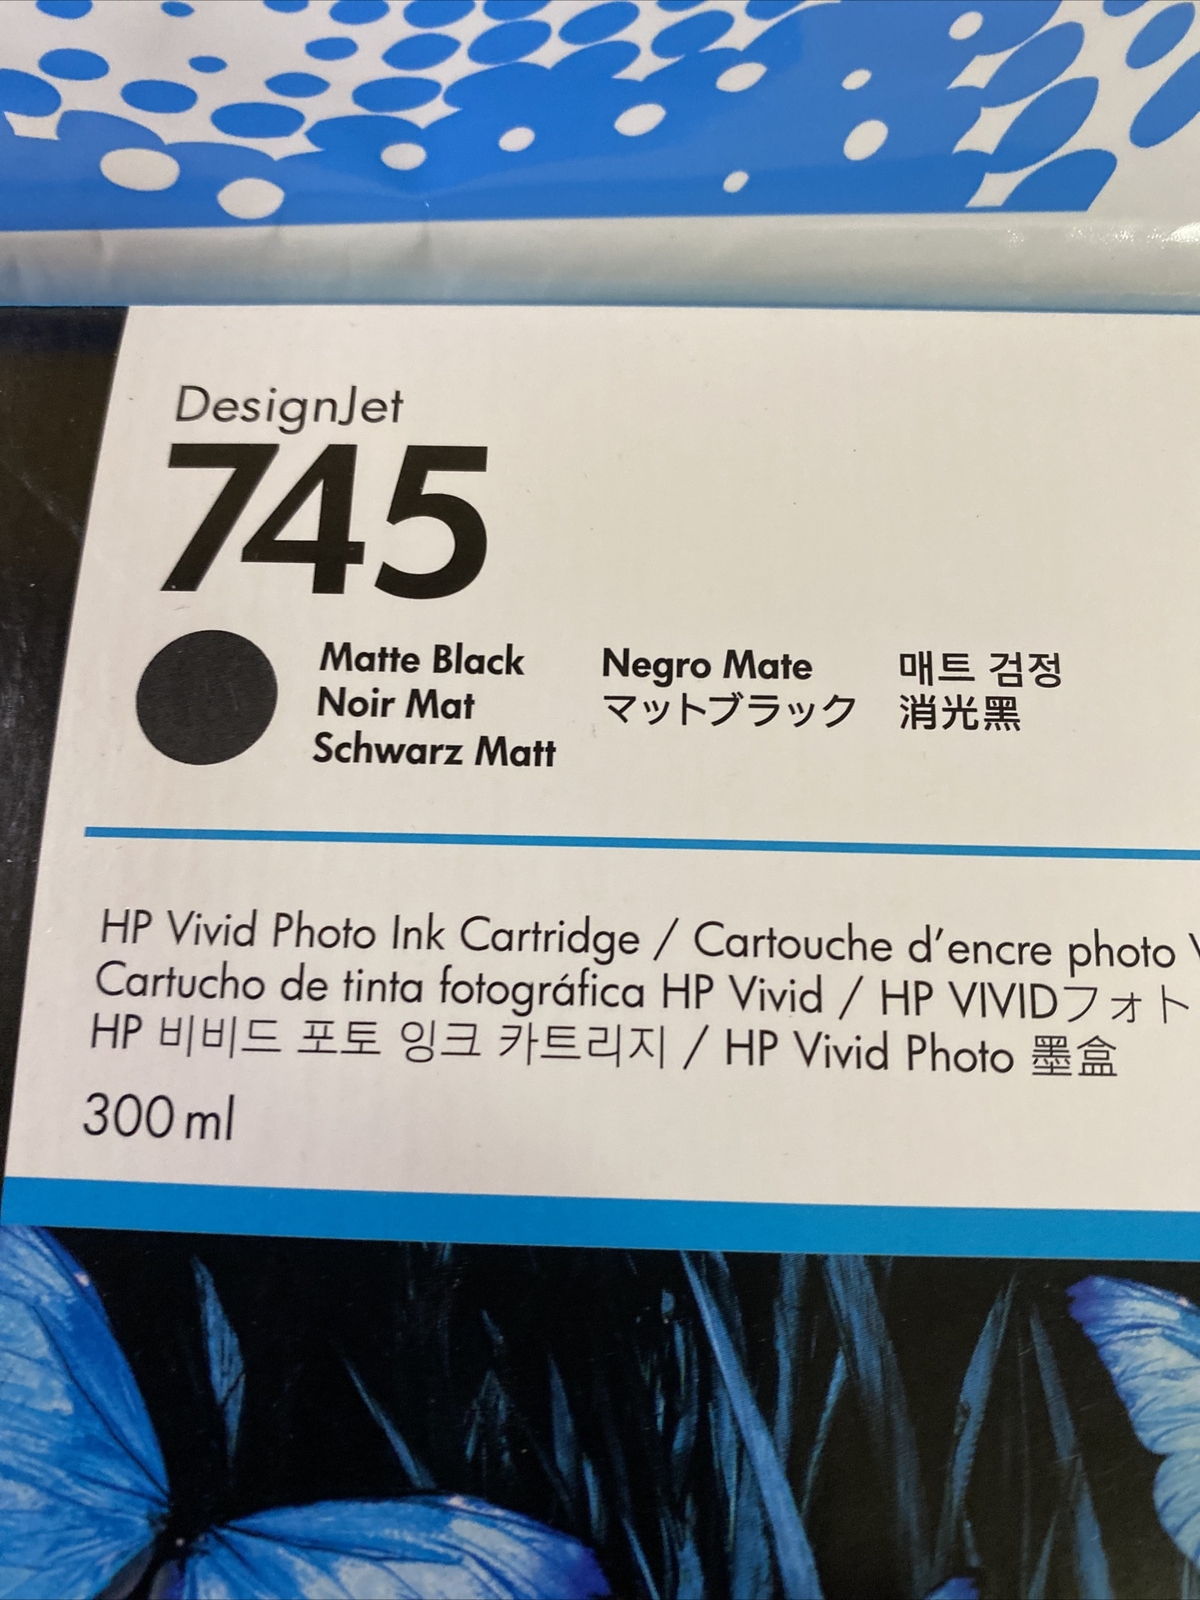 DesignJet
745
Matte Black
Noir Mat
Schwarz Matt
Negro Mate
マットブラック
매트 검정
消光黑
HP Vivid Photo Ink Cartridge / Cartouche d'encre photo
Cartucho de tinta fotográfica HP Vivid / HP VIVIDフォト
HP 비비드 포토 잉크 카트리지 / HP Vivid Photo 墨盒
300 ml